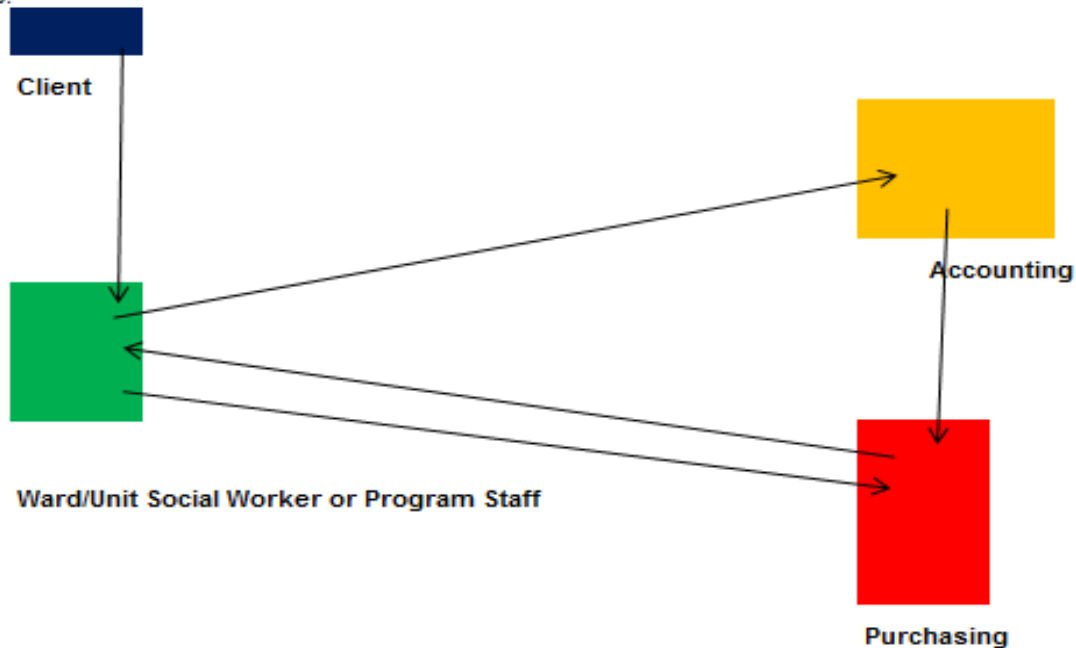 Client
Accounting
Ward/Unit Social Worker or Program Staff
Purchasing